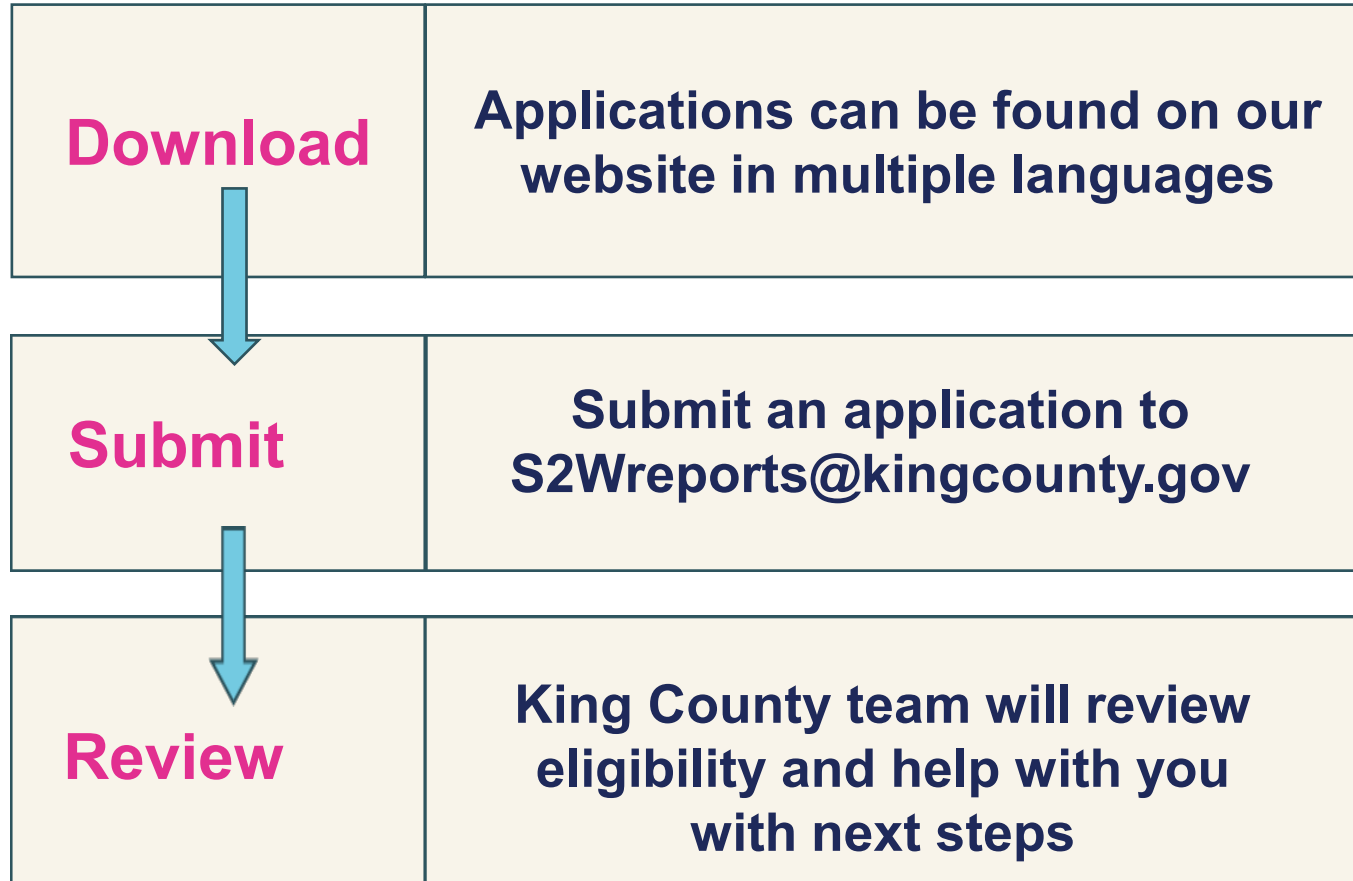 Download
Applications can be found on our
website in multiple languages
Submit
Submit an application to
S2Wreports@kingcounty.gov
Review
King County team will review
eligibility and help with you
with next steps